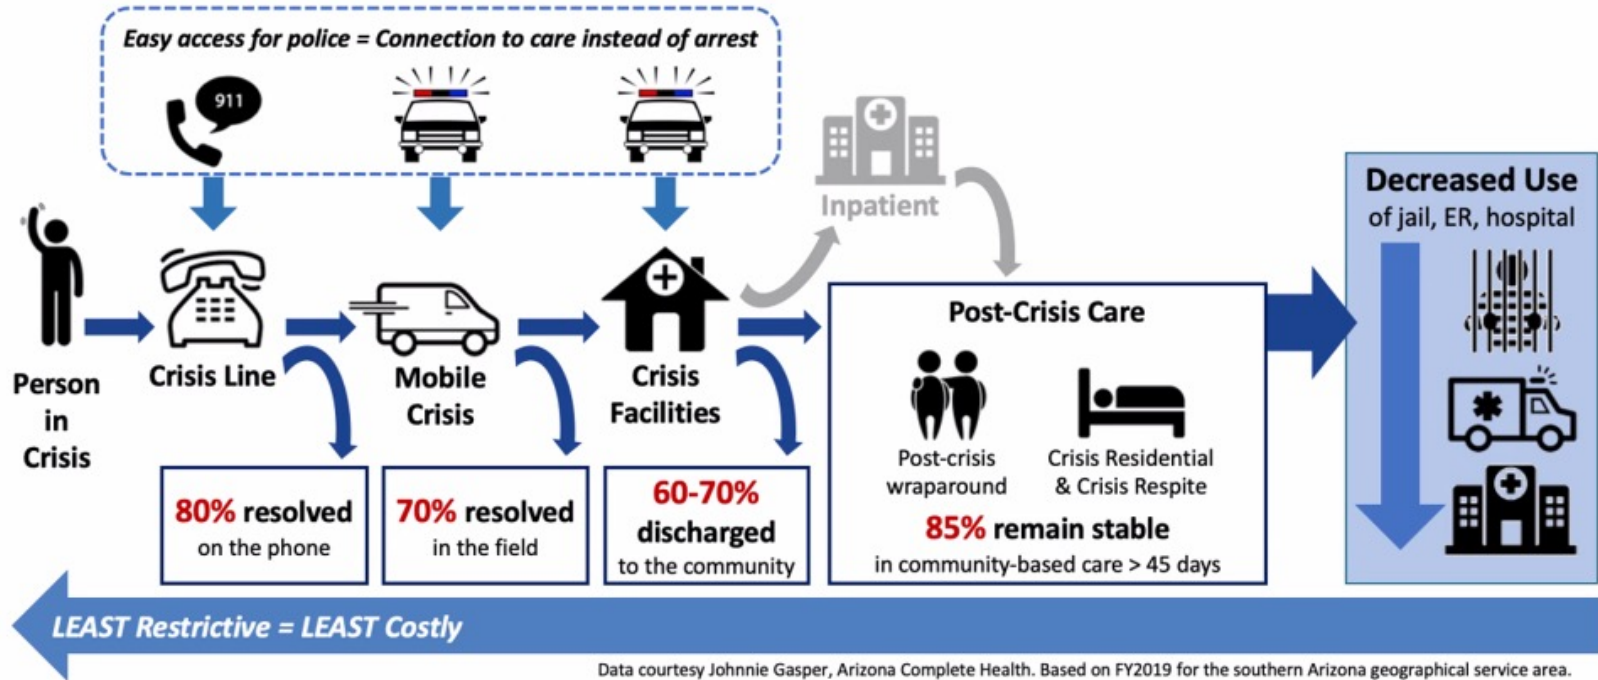 Easy access for police = Connection to care instead of arrest
911
Inpatient
Person
in
Crisis
Crisis Line
Mobile
Crisis
Crisis
Facilities
80% resolved
on the phone
70% resolved
in the field
60-70%
discharged
to the community
Post-Crisis Care
Post-crisis
wraparound
Crisis Residential
& Crisis Respite
85% remain stable
in community-based care > 45 days
Decreased Use
of jail, ER, hospital
LEAST Restrictive = LEAST Costly
Data courtesy Johnnie Gasper, Arizona Complete Health. Based on FY2019 for the southern Arizona geographical service area.